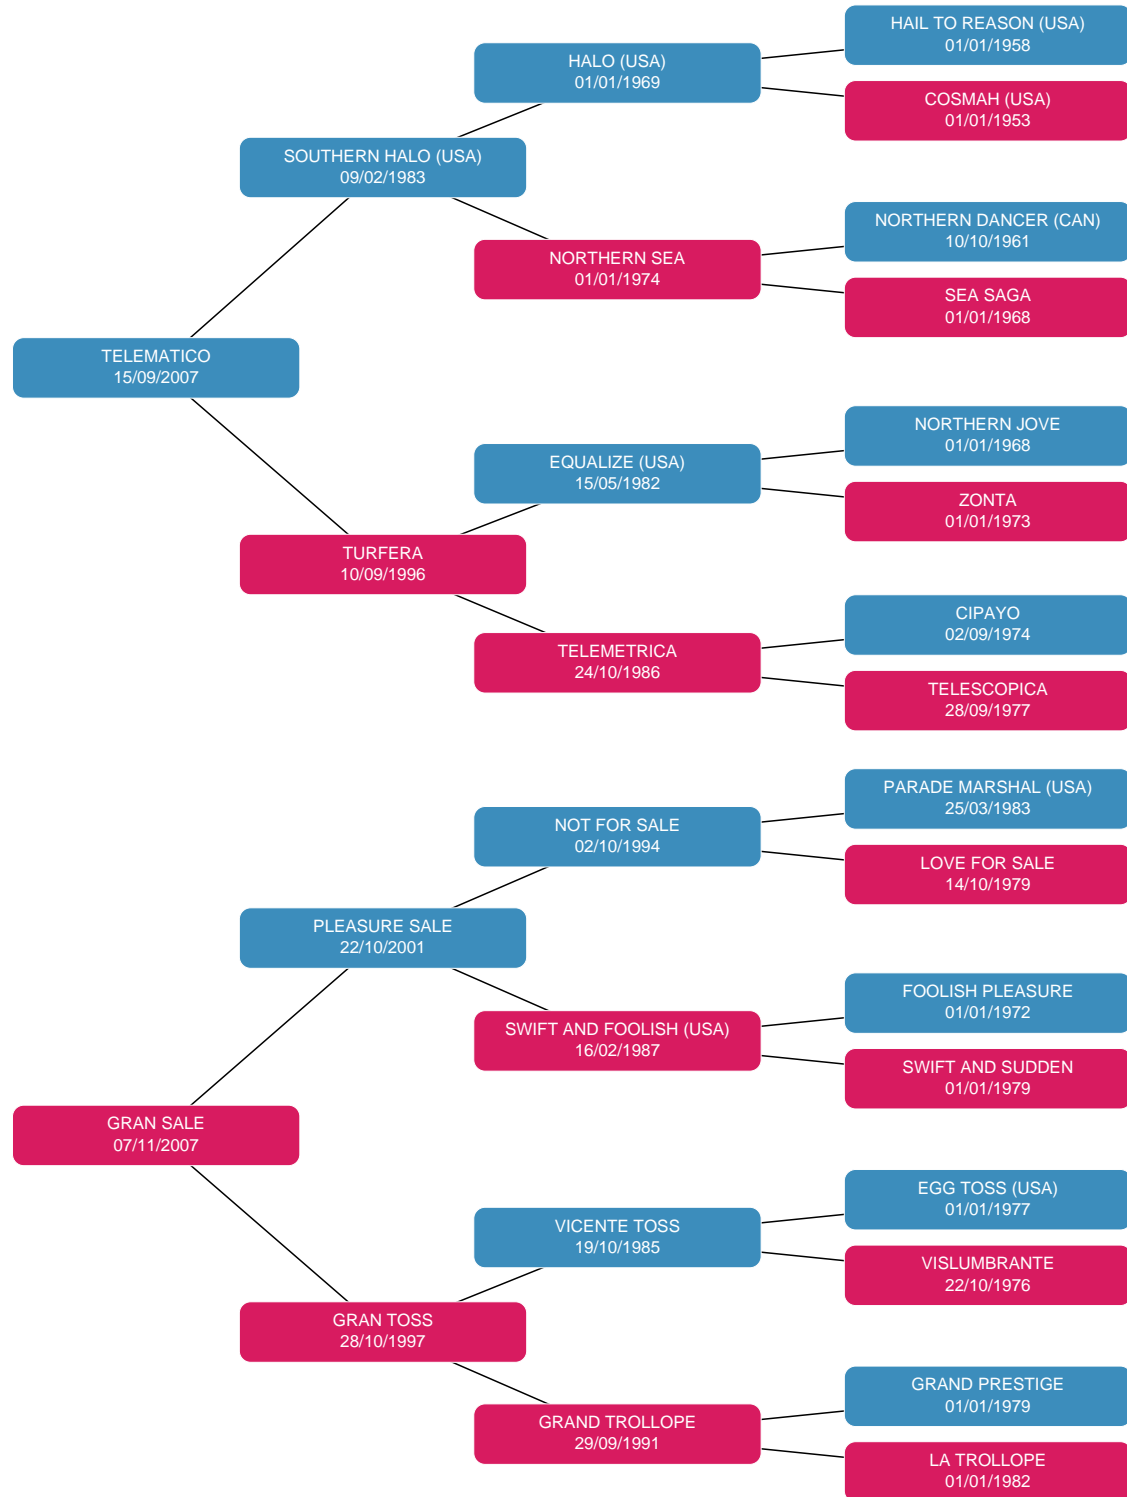 HAIL TO REASON (USA)
01/01/1958
HALO (USA)
01/01/1969
COSMAH (USA)
01/01/1953
SOUTHERN HALO (USA)
09/02/1983
NORTHERN DANCER (CAN)
10/10/1961
NORTHERN SEA
01/01/1974
SEA SAGA
01/01/1968
TELEMATICO
15/09/2007
NORTHERN JOVE
01/01/1968
EQUALIZE (USA)
15/05/1982
ZONTA
01/01/1973
TURFERA
10/09/1996
CIPAYO
02/09/1974
TELEMETRICA
24/10/1986
TELESCOPICA
28/09/1977
PARADE MARSHAL (USA)
25/03/1983
NOT FOR SALE
02/10/1994
LOVE FOR SALE
14/10/1979
PLEASURE SALE
22/10/2001
FOOLISH PLEASURE
01/01/1972
SWIFT AND FOOLISH (USA)
16/02/1987
SWIFT AND SUDDEN
01/01/1979
GRAN SALE
07/11/2007
EGG TOSS (USA)
01/01/1977
VICENTE TOSS
19/10/1985
VISLUMBRANTE
22/10/1976
GRAN TOSS
28/10/1997
GRAND PRESTIGE
01/01/1979
GRAND TROLLOPE
29/09/1991
LA TROLLOPE
01/01/1982